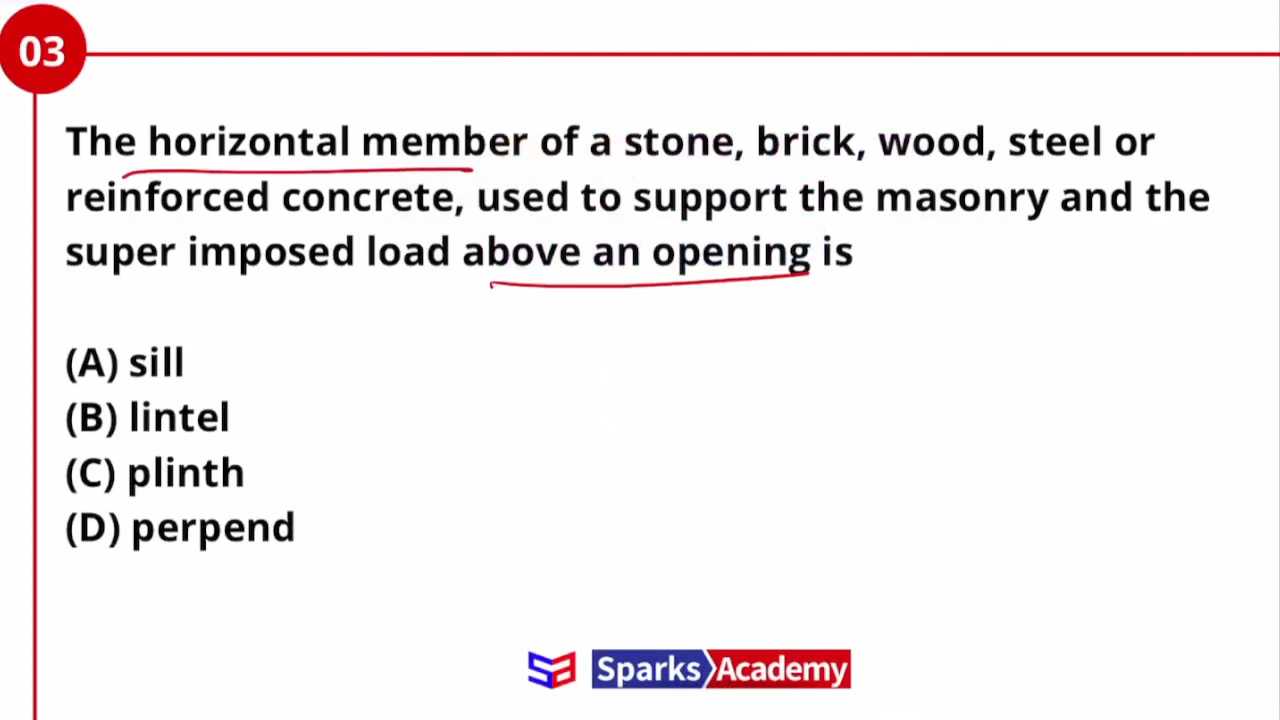 03
The horizontal member of a stone, brick, wood, steel or
reinforced concrete, used to support the masonry and the
super imposed load above an opening is
(A) sill
(B) lintel
(C) plinth
(D) perpend
SA Sparks Academy